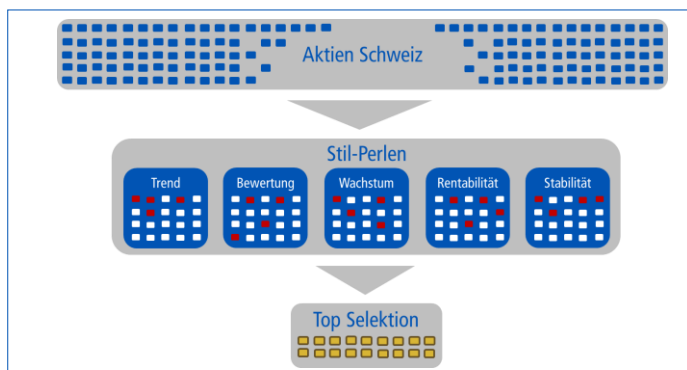 Aktien Schweiz
Stil-Perlen
Trend Bewertung Wachstum Rentabilität Stabilität
Top Selektion